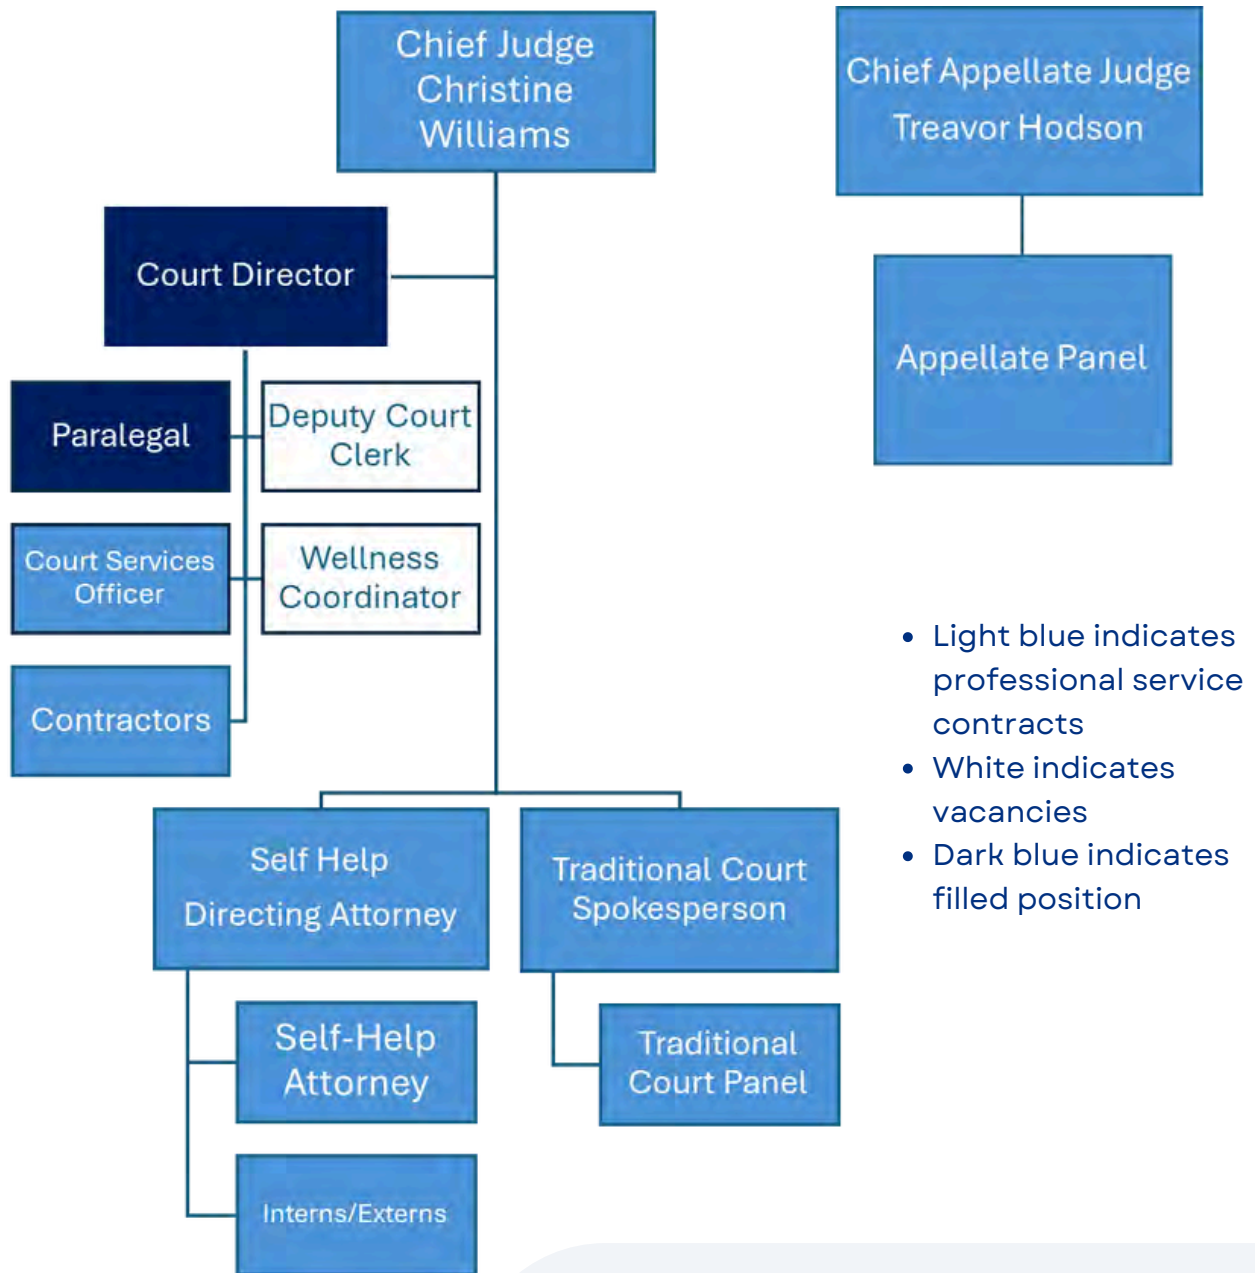 Chief Judge
Christine
Williams
Chief Appellate Judge
Treavor Hodson
Court Director
Appellate Panel
Paralegal
Deputy Court
Clerk
Court Services
Officer
Wellness
Coordinator
Contractors
• Light blue indicates
professional service
contracts
• White indicates
vacancies
• Dark blue indicates
filled position
Self Help
Directing Attorney
Traditional Court
Spokesperson
Self-Help
Attorney
Traditional
Court Panel
Interns/Externs